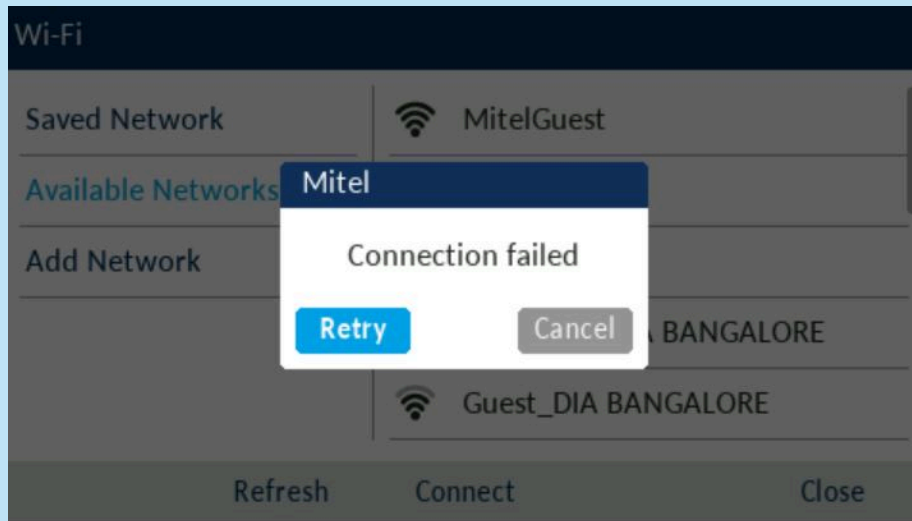 Wi-Fi
Saved Network
Available Networks
Add Network
MitelGuest
BANGALORE
Guest_DIA BANGALORE
Mitel
Connection failed
Retry
Cancel
Refresh
Connect
Close